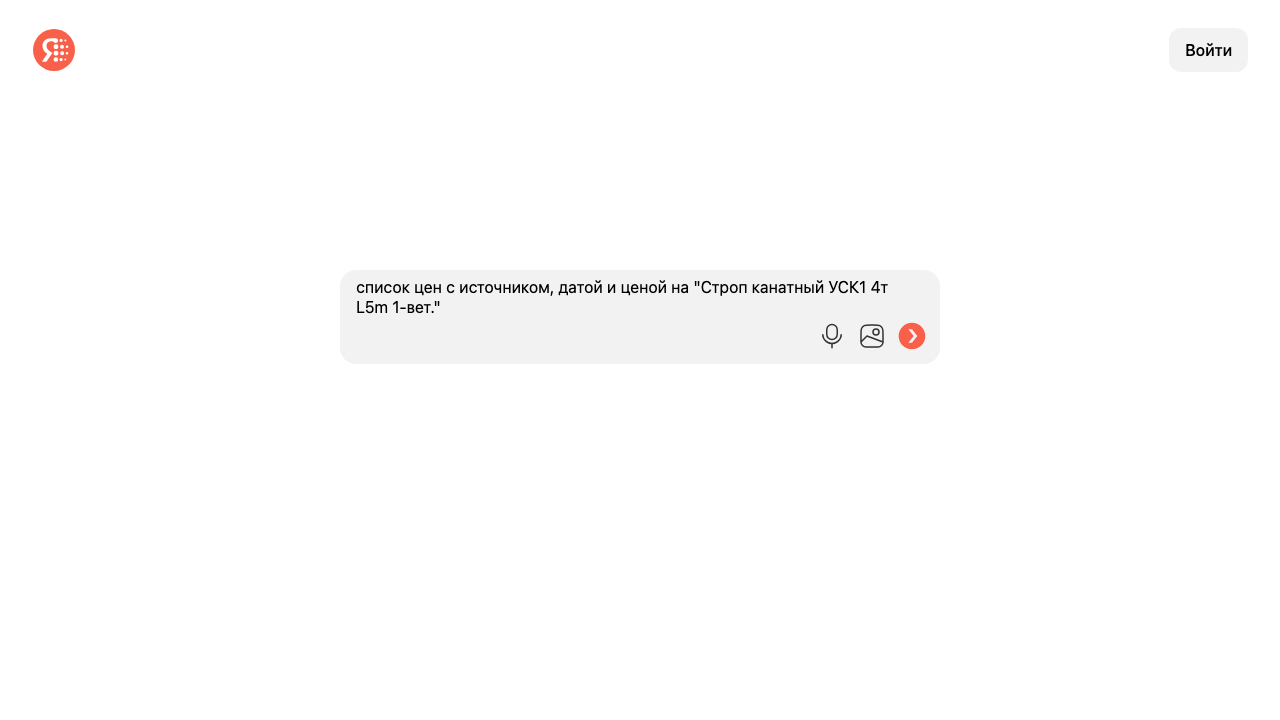 Я
Войти
список цен с источником, датой и ценой на "Строп канатный УСК1 4т
L5m 1-вет."